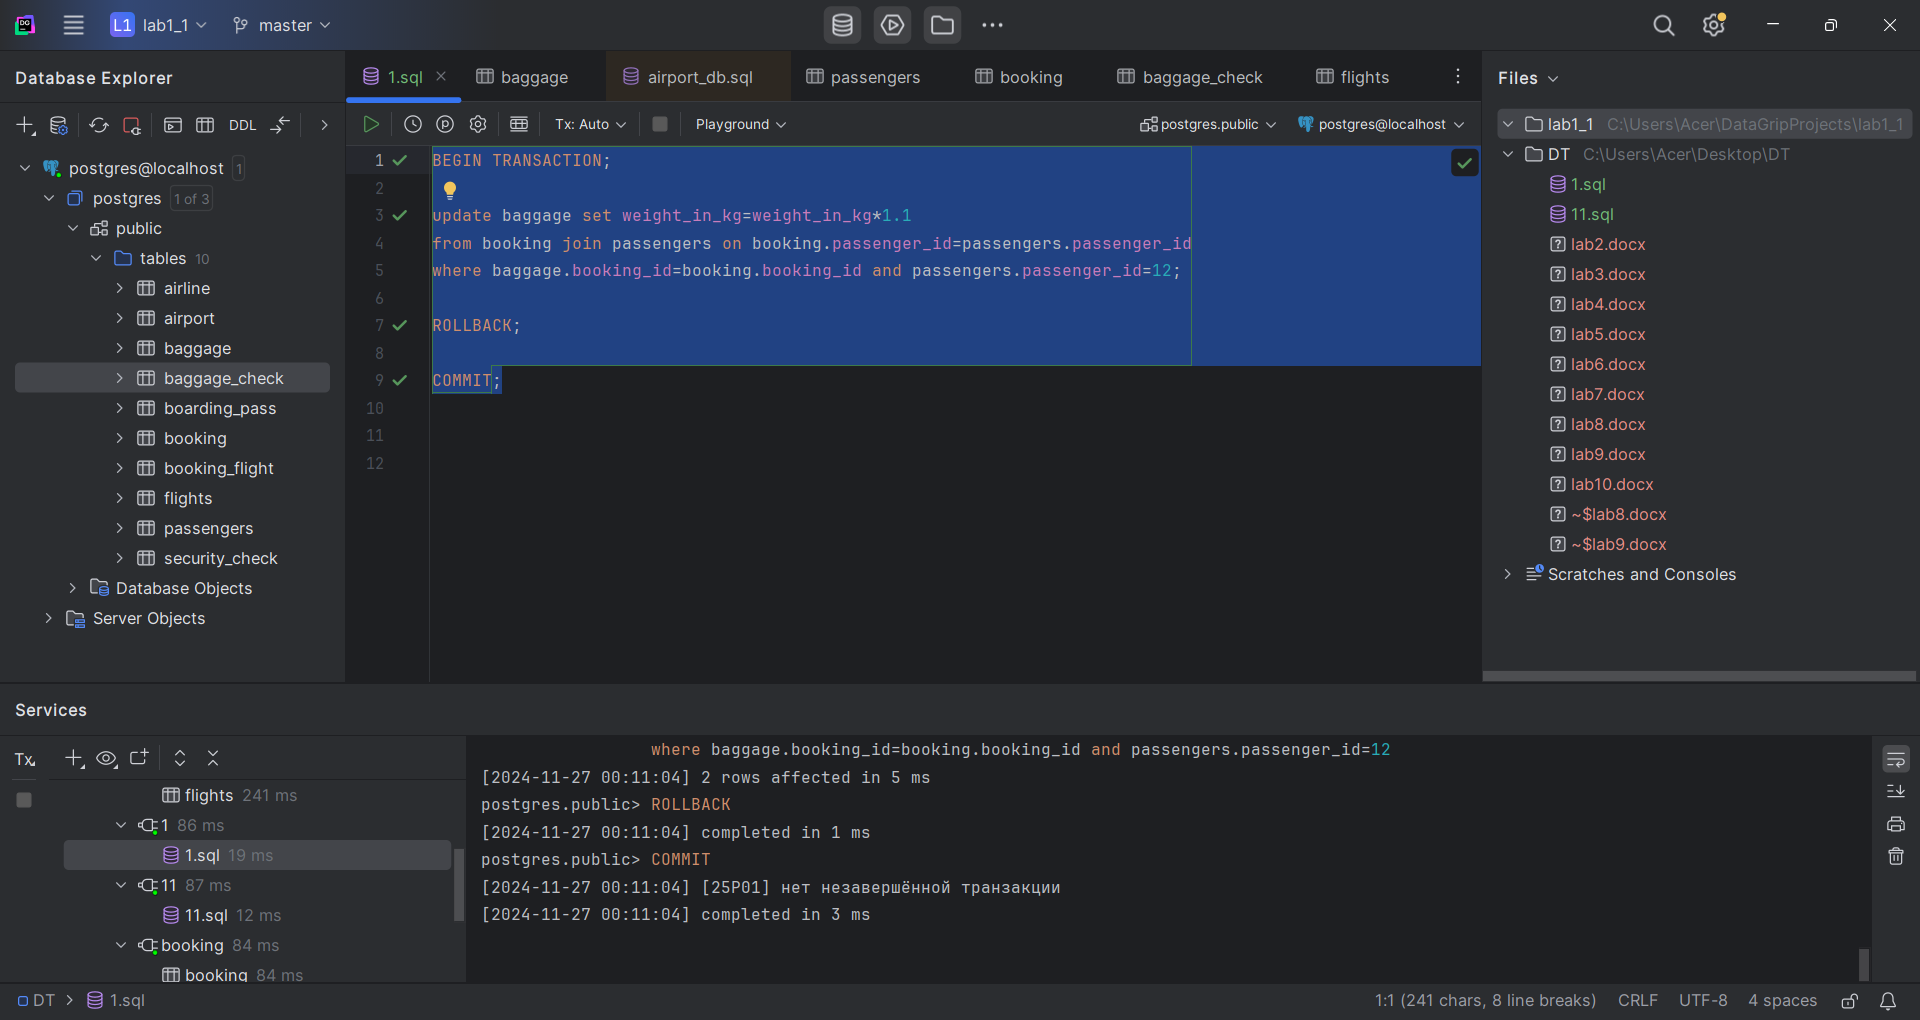 L1 lab1_1 master
Database Explorer
DDL
postgres@localhost 1
postgres 1 of 3
public
tables 10
airline
airport
baggage
baggage_check
boarding_pass
booking
booking_flight
flights
passengers
security_check
Database Objects
Server Objects
1.sql baggage airport_db.sql passengers booking baggage_check flights
Tx: Auto Playground postgres.public postgres@localhost
1 BEGIN TRANSACTION;
2
3 update baggage set weight_in_kg=weight_in_kg*1.1
4 from booking join passengers on booking.passenger_id=passengers.passenger_id
5 where baggage.booking_id=booking.booking_id and passengers.passenger_id=12;
6
7 ROLLBACK;
8
9 COMMIT;
10
11
12
Files
lab1_1 C:\Users\Acer\DataGripProjects\lab1_1
DT C:\Users\Acer\Desktop\DT
1.sql
11.sql
lab2.docx
lab3.docx
lab4.docx
lab5.docx
lab6.docx
lab7.docx
lab8.docx
lab9.docx
lab10.docx
~$lab8.docx
~$lab9.docx
Scratches and Consoles
Services
Tx
flights 241 ms
1 86 ms
1.sql 19 ms
11 87 ms
11.sql 12 ms
booking 84 ms
booking 84 ms
where baggage.booking_id=booking.booking_id and passengers.passenger_id=12
[2024-11-27 00:11:04] 2 rows affected in 5 ms
postgres.public> ROLLBACK
[2024-11-27 00:11:04] completed in 1 ms
postgres.public> COMMIT
[2024-11-27 00:11:04] [25P01] нет незавершённой транзакции
[2024-11-27 00:11:04] completed in 3 ms
DT > 1.sql
1:1 (241 chars, 8 line breaks) CRLF UTF-8 4 spaces